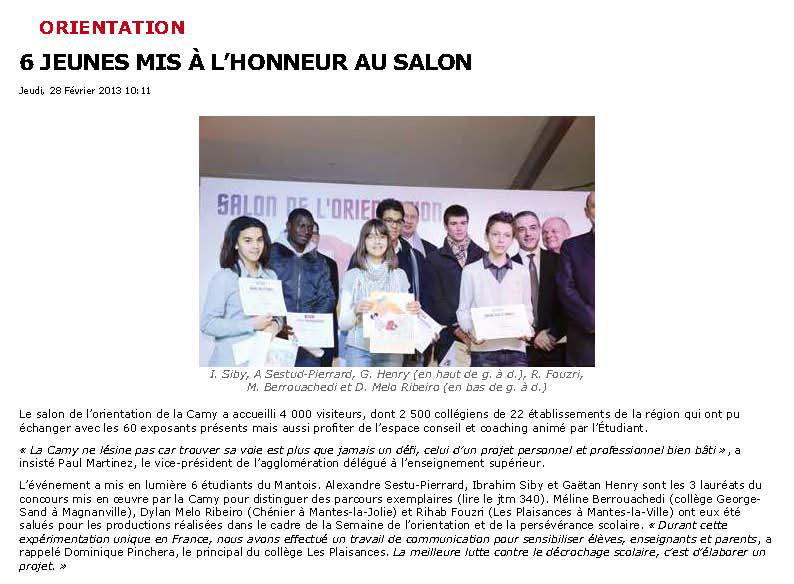 ORIENTATION
6 JEUNES MIS À L’HONNEUR AU SALON
Jeudi, 28 Février 2013 10:11
SALON DE L'ORIENTATION
I. Siby, A Sestud-Pierrard, G. Henry (en haut de g. à d.), R. Fouzri,
M. Berrouachedi et D. Melo Ribeiro (en bas de g. à d.)
Le salon de l’orientation de la Camy a accueilli 4 000 visiteurs, dont 2 500 collégiens de 22 établissements de la région qui ont pu
échanger avec les 60 exposants présents mais aussi profiter de l’espace conseil et coaching animé par l’Étudiant.
« La Camy ne lésine pas car trouver sa voie est plus que jamais un défi, celui d’un projet personnel et professionnel bien bâti », a
insisté Paul Martinez, le vice-président de l’agglomération délégué à l’enseignement supérieur.
L’événement a mis en lumière 6 étudiants du Mantois. Alexandre Sestu-Pierrard, Ibrahim Siby et Gaëtan Henry sont les 3 lauréats du
concours mis en œuvre par la Camy pour distinguer des parcours exemplaires (lire le jtm 340). Méline Berrouachedi (collège George-
Sand à Magnanville), Dylan Melo Ribeiro (Chénier à Mantes-la-Jolie) et Rihab Fouzri (Les Plaisances à Mantes-la-Ville) ont eux été
salués pour les productions réalisées dans le cadre de la Semaine de l’orientation et de la persévérance scolaire. « Durant cette
expérimentation unique en France, nous avons effectué un travail de communication pour sensibiliser élèves, enseignants et parents, a
rappelé Dominique Pinchera, le principal du collège Les Plaisances. La meilleure lutte contre le décrochage scolaire, c’est d’élaborer un
projet. »